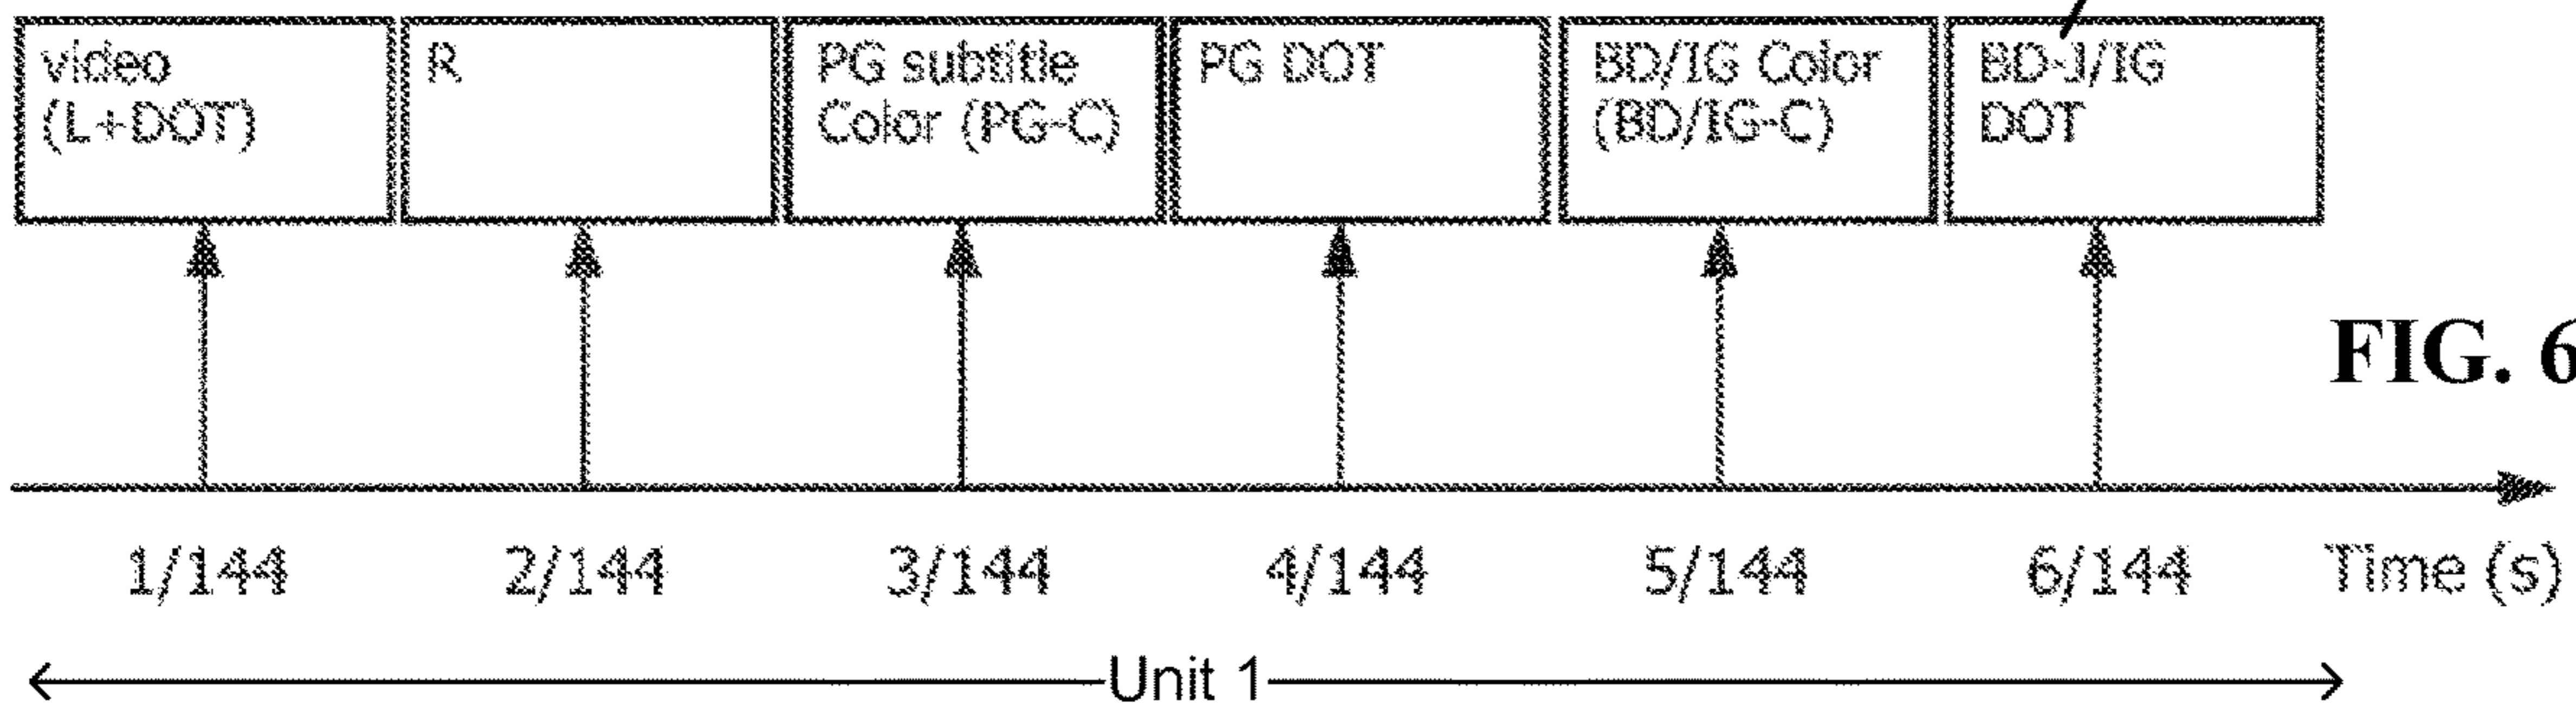 video
(L+DOT)
R
PG subtitle
Color (PG-C)
PG DOT
BD/IG Color
(BD/IG-C)
BD-J/IG
DOT
FIG. 6
1/144
2/144
3/144
4/144
5/144
6/144
Time (s)
Unit 1